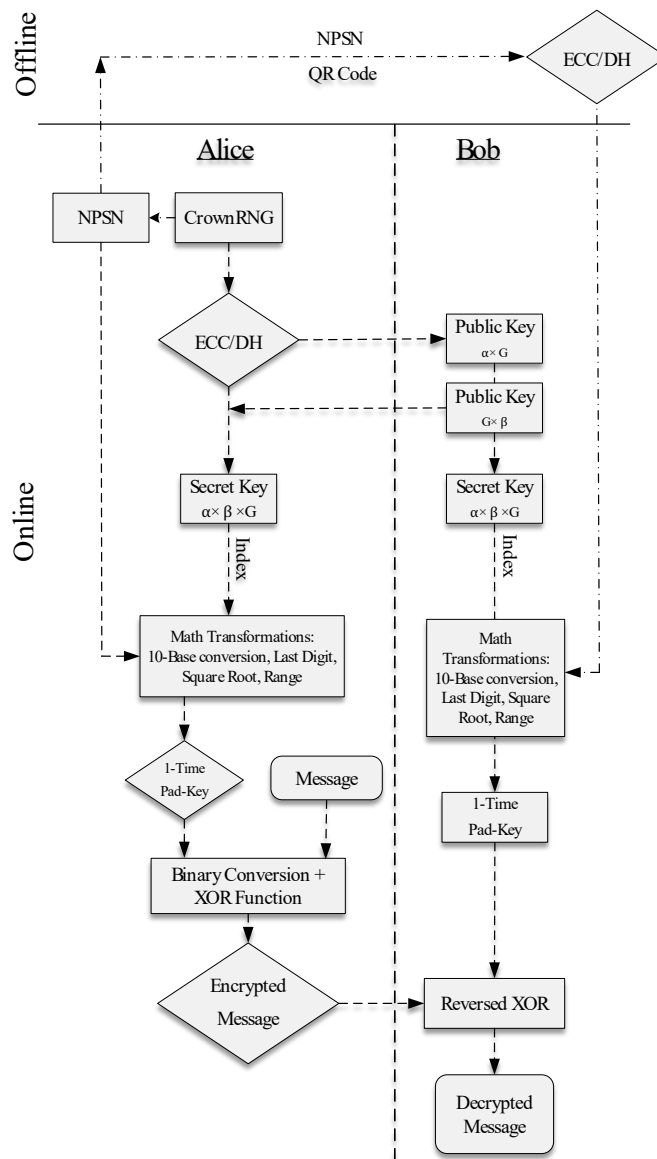 Offline
NPSN
QR Code
ECC/DH
Alice
Bob
NPSN
CrownRNG
ECC/DH
Public Key
α× G
Public Key
G× β
Online
Secret Key
α× β ×G
Secret Key
α× β ×G
Index
Index
Math Transformations:
10-Base conversion, Last Digit,
Square Root, Range
Math
Transformations:
10-Base conversion,
Last Digit, Square
Root, Range
1-Time
Pad-Key
Message
1-Time
Pad-Key
Binary Conversion +
XOR Function
Encrypted
Message
Reversed XOR
Decrypted
Message